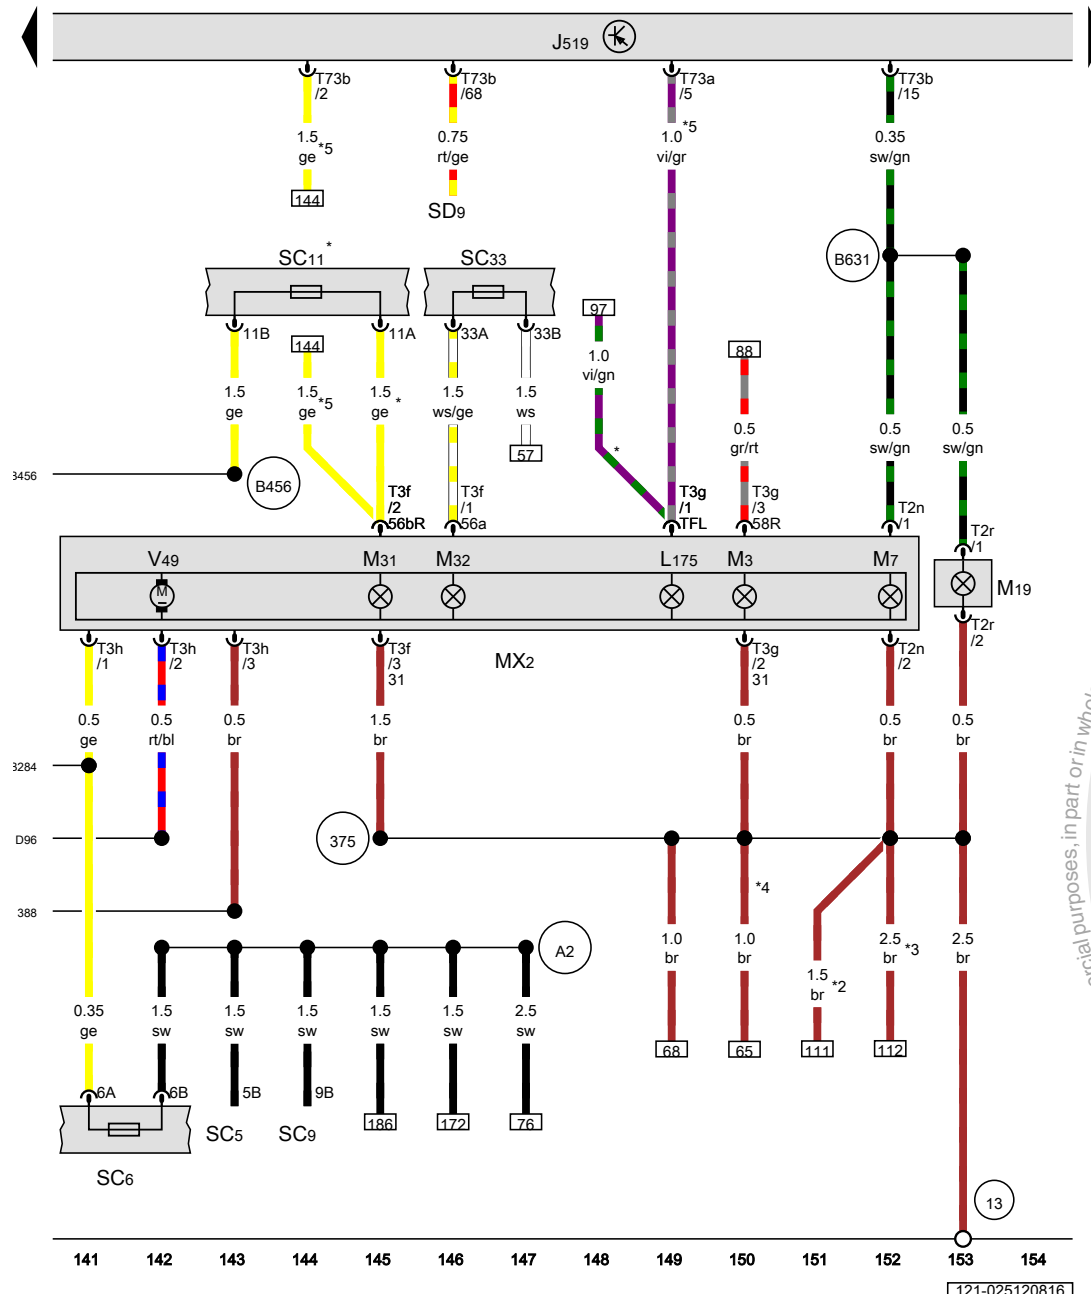 J519
T73b
/2
T73b
/68
T73a
/5
T73b
/15
1.5
ge
*5
0.75
rt/ge
1.0
vi/gr
*5
0.35
sw/gn
144
SD9
B631
SC11
*
SC33
11B
144
11A
33A
33B
97
88
1.5
ge
1.5
ge
*5
1.5
ge
*
1.5
ws/ge
1.5
ws
1.0
vi/gn
0.5
gr/rt
0.5
sw/gn
0.5
sw/gn
57
*
B456
T3f
/2
56bR
T3f
/1
56a
T3g
/1
TFL
T3g
/3
58R
T2n
/1
T2r
/1
V49
M31
M32
L175
M3
M7
M
M19
T3h
/1
T3h
/2
T3h
/3
T3f
/3
31
MX2
T3g
/2
31
T2n
/2
T2r
/2
0.5
ge
0.5
rt/bl
0.5
br
1.5
br
0.5
br
0.5
br
0.5
br
D96
375
388
*4
A2
1.0
br
1.0
br
1.5
br
*2
2.5
br
*3
2.5
br
0.35
ge
1.5
sw
1.5
sw
1.5
sw
1.5
sw
1.5
sw
2.5
sw
68
65
111
112
6A
6B
5B
9B
186
172
76
SC5
SC9
SC6
13
141 142 143 144 145 146 147 148 149 150 151 152 153 154
121-025120816
ercial purposes, in part or in who